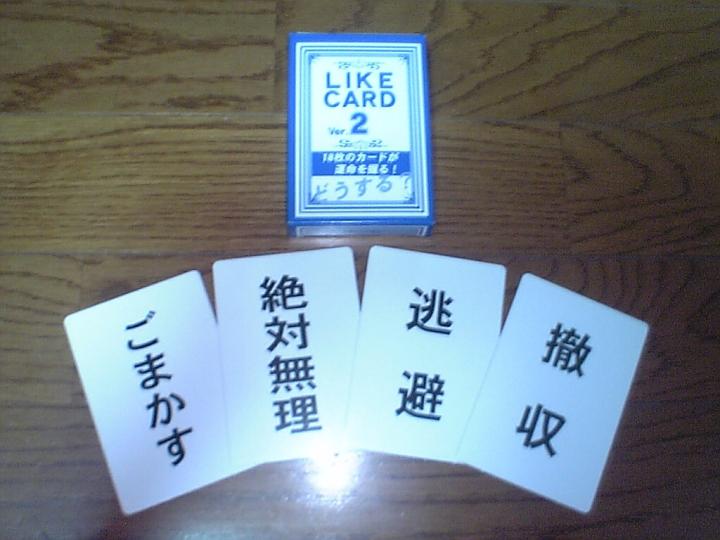 LIKE
CARD
Ver. 2
18枚のカードが
運命を握る!
どうする?
ごまかす
絶対無理
逃避
撤収